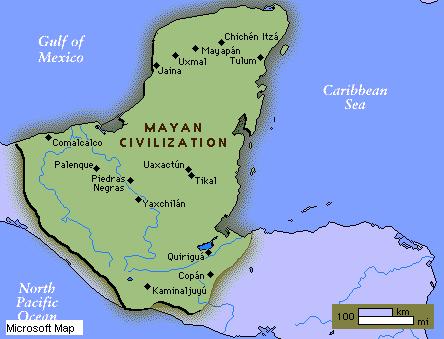 Gulf of
Mexico
Chichén Itzá
Mayapán
Uxmal
Tulum
Jaina
Caribbean
Sea
MAYAN
CIVILIZATION
Comalcalco
Palenque
Uaxactún
Piedras
Negras
Tikal
Yaxchilán
Quiriguá
Copán
Kaminaljuyú
North
Pacific
Ocean
100
km
mi
Microsoft Map